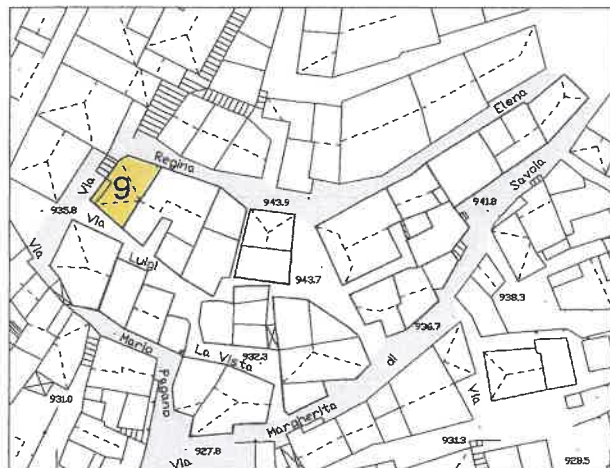 Elena
Regina
Savoia
Via
9
943.9
941.8
935.8
Via
Via
Luigi
943.7
938.3
936.7
Maria
La Vista
932.3
di
Via
Pagano
931.0
Margherita
927.8
931.3
928.5
Via